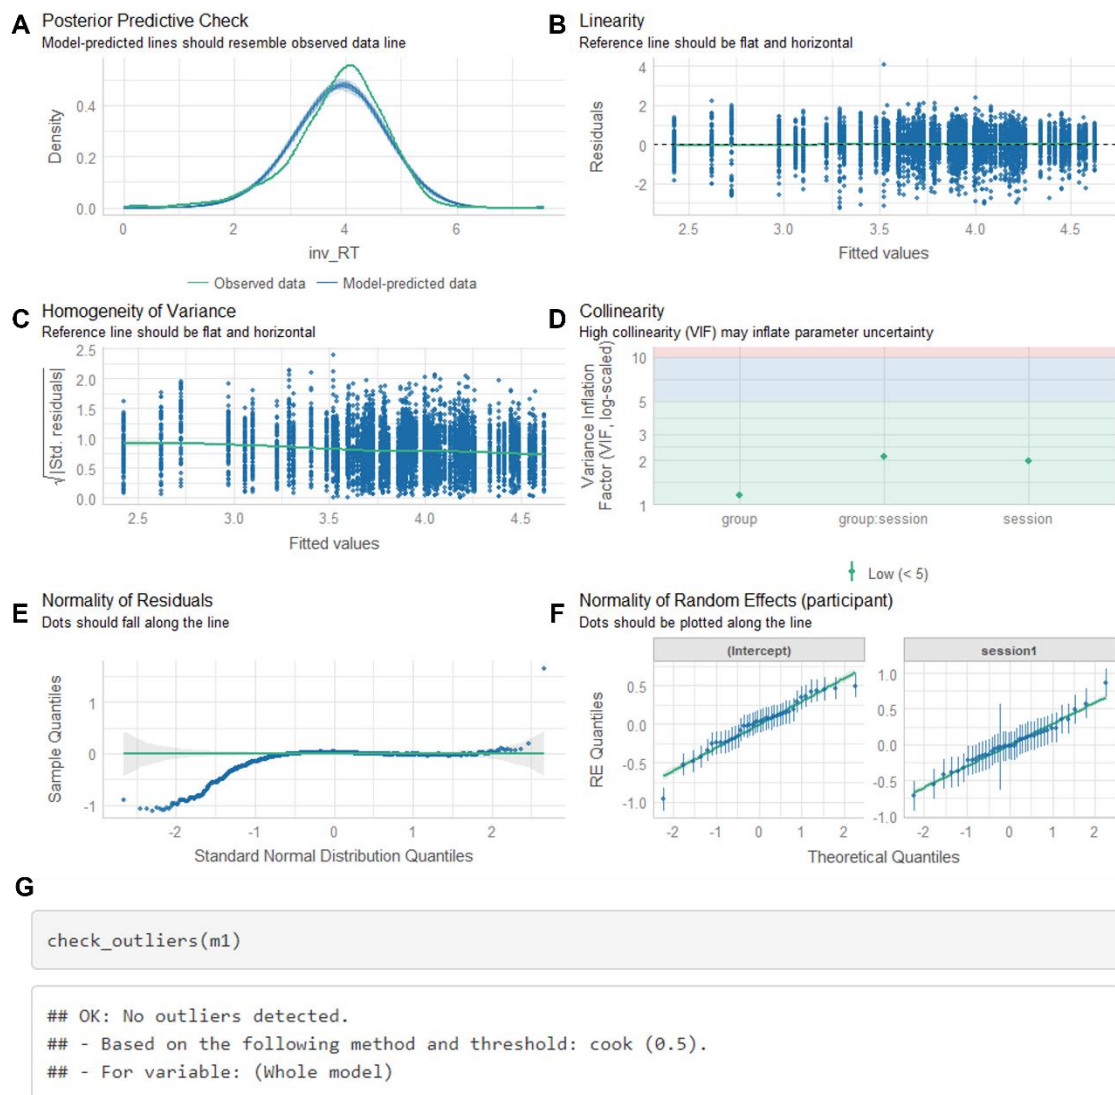 A Posterior Predictive Check
Model-predicted lines should resemble observed data line
Density
0.4
0.2
0.0
0 2 4 6
inv_RT
Observed data Model-predicted data
B Linearity
Reference line should be flat and horizontal
Residuals
4
2
0
-2
2.5 3.0 3.5 4.0 4.5
Fitted values
C Homogeneity of Variance
Reference line should be flat and horizontal
√|Std. residuals|
2.5
2.0
1.5
1.0
0.5
0.0
2.5 3.0 3.5 4.0 4.5
Fitted values
D Collinearity
High collinearity (VIF) may inflate parameter uncertainty
Variance Inflation
Factor (VIF, log-scaled)
10
5
3
2
1
group group:session session
Low (< 5)
E Normality of Residuals
Dots should fall along the line
Sample Quantiles
1
0
-1
-2 -1 0 1 2
Standard Normal Distribution Quantiles
F Normality of Random Effects (participant)
Dots should be plotted along the line
(Intercept) session1
RE Quantiles
0.5
0.0
-0.5
-1.0
-2 -1 0 1 2
1.0
0.5
0.0
-0.5
-1.0
-2 -1 0 1 2
Theoretical Quantiles
G
check_outliers(m1)
## OK: No outliers detected.
## - Based on the following method and threshold: cook (0.5).
## - For variable: (Whole model)